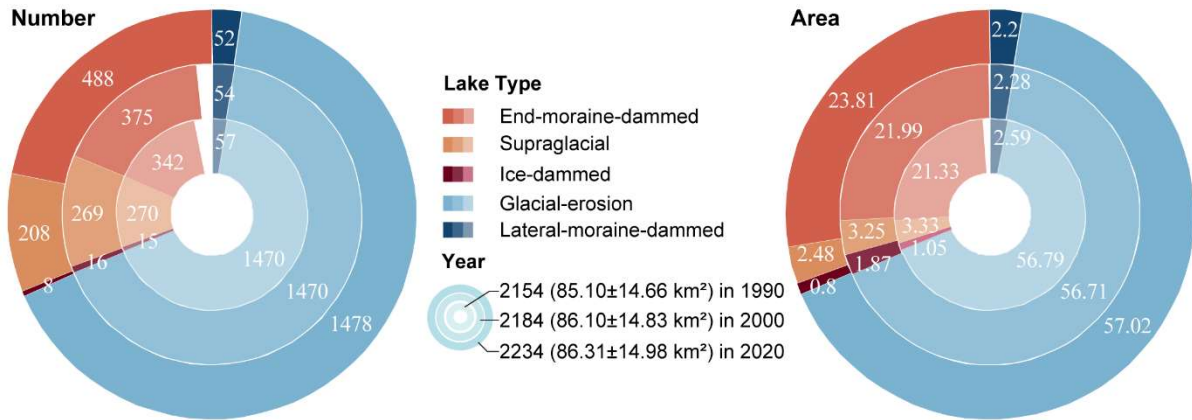 Number
52
54
57
488
375
342
208
269
270
8
16
15
1470
1470
1478
Lake Type
End-moraine-dammed
Supraglacial
Ice-dammed
Glacial-erosion
Lateral-moraine-dammed
Year
2154 (85.10±14.66 km²) in 1990
2184 (86.10±14.83 km²) in 2000
2234 (86.31±14.98 km²) in 2020
Area
2.2
2.28
2.59
23.81
21.99
21.33
2.48
3.25
3.33
0.8
1.87
1.05
56.79
56.71
57.02